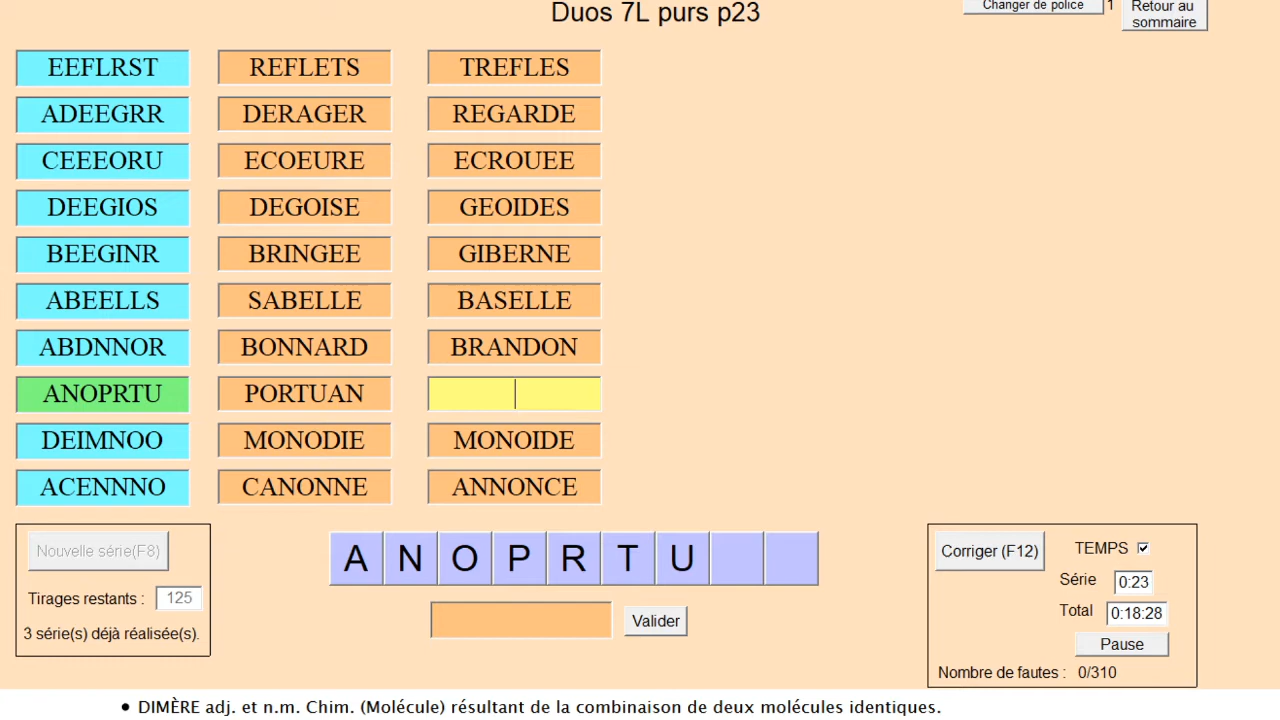 Duos 7L purs p23
Changer de police 1 Retour au sommaire
EEFLRST REFLETS TREFLES
ADEEGRR DERAGER REGARDE
CEEEORU ECOEURE ECROUEE
DEEGIOS DEGOISE GEOIDES
BEEGINR BRINGEE GIBERNE
ABEELLS SABELLE BASELLE
ABDNNOR BONNARD BRANDON
ANOPRTU PORTUAN
DEIMNOO MONODIE MONOIDE
ACENNNO CANONNE ANNONCE
Nouvelle série(F8)
Tirages restants : 125
3 série(s) déjà réalisée(s).
A N O P R T U
Valider
Corriger (F12) TEMPS
Série 0:23
Total 0:18:28
Pause
Nombre de fautes : 0/310
• DIMÈRE adj. et n.m. Chim. (Molécule) résultant de la combinaison de deux molécules identiques.